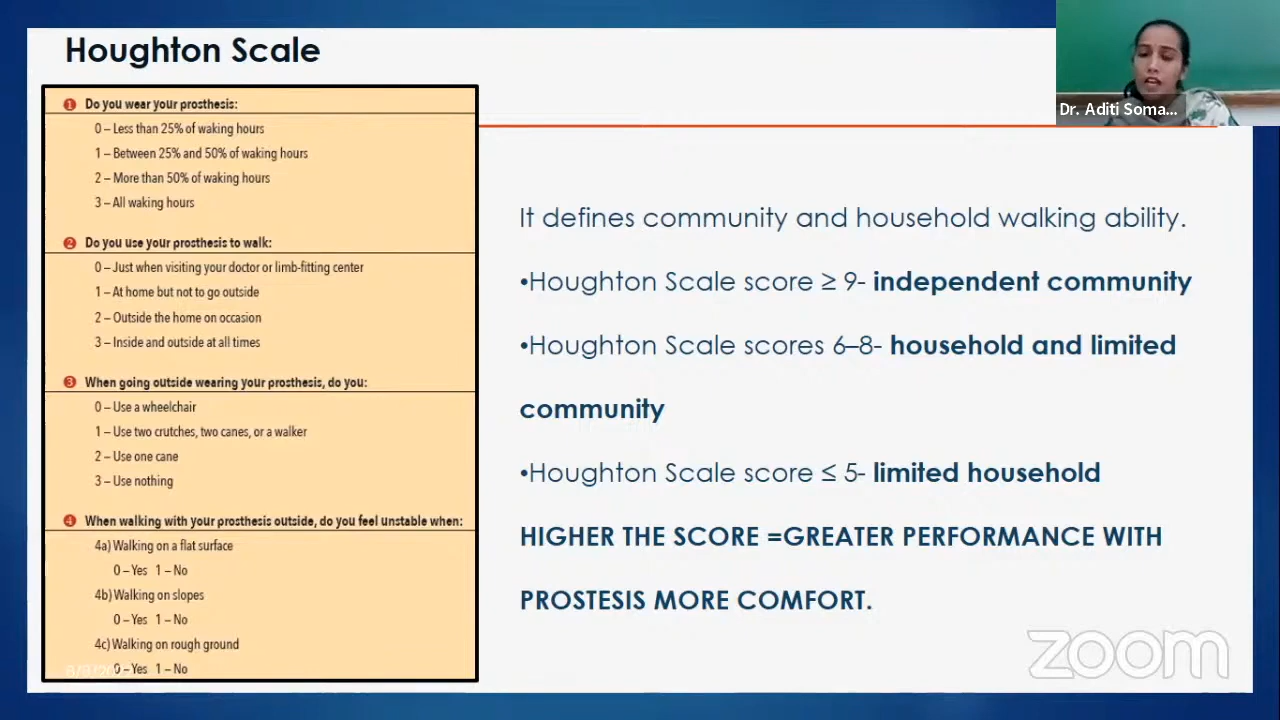 Houghton Scale
1 Do you wear your prosthesis:
0 – Less than 25% of waking hours
1 – Between 25% and 50% of waking hours
2 – More than 50% of waking hours
3 – All waking hours
2 Do you use your prosthesis to walk:
0 – Just when visiting your doctor or limb-fitting center
1 – At home but not to go outside
2 – Outside the home on occasion
3 – Inside and outside at all times
3 When going outside wearing your prosthesis, do you:
0 – Use a wheelchair
1 – Use two crutches, two canes, or a walker
2 – Use one cane
3 – Use nothing
4 When walking with your prosthesis outside, do you feel unstable when:
4a) Walking on a flat surface
0 – Yes 1 – No
4b) Walking on slopes
0 – Yes 1 – No
4c) Walking on rough ground
0 – Yes 1 – No
It defines community and household walking ability.
•Houghton Scale score ≥ 9- independent community
•Houghton Scale scores 6–8- household and limited
community
•Houghton Scale score ≤ 5- limited household
HIGHER THE SCORE =GREATER PERFORMANCE WITH
PROSTESIS MORE COMFORT.
Dr. Aditi Soma...
zoom